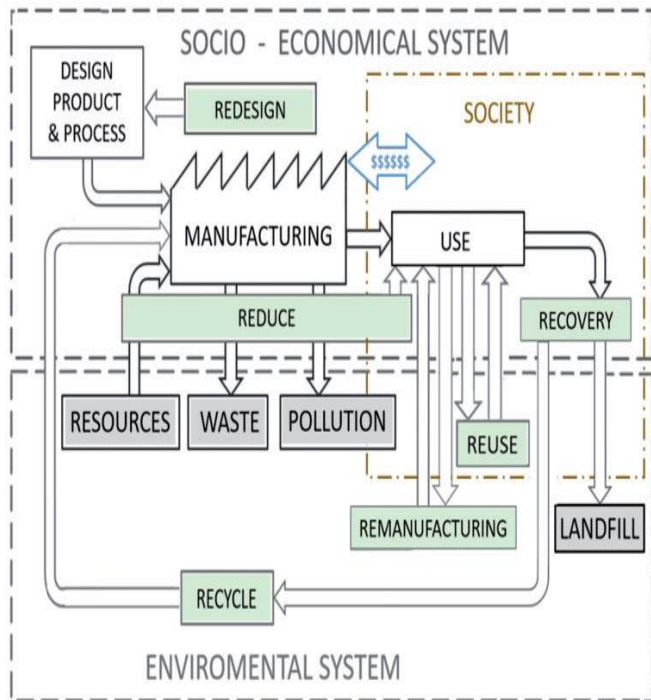 SOCIO - ECONOMICAL SYSTEM
DESIGN
PRODUCT
& PROCESS
REDESIGN
SOCIETY
$$$$$$
MANUFACTURING
USE
REDUCE
RECOVERY
RESOURCES
WASTE
POLLUTION
REUSE
REMANUFACTURING
LANDFILL
RECYCLE
ENVIROMENTAL SYSTEM